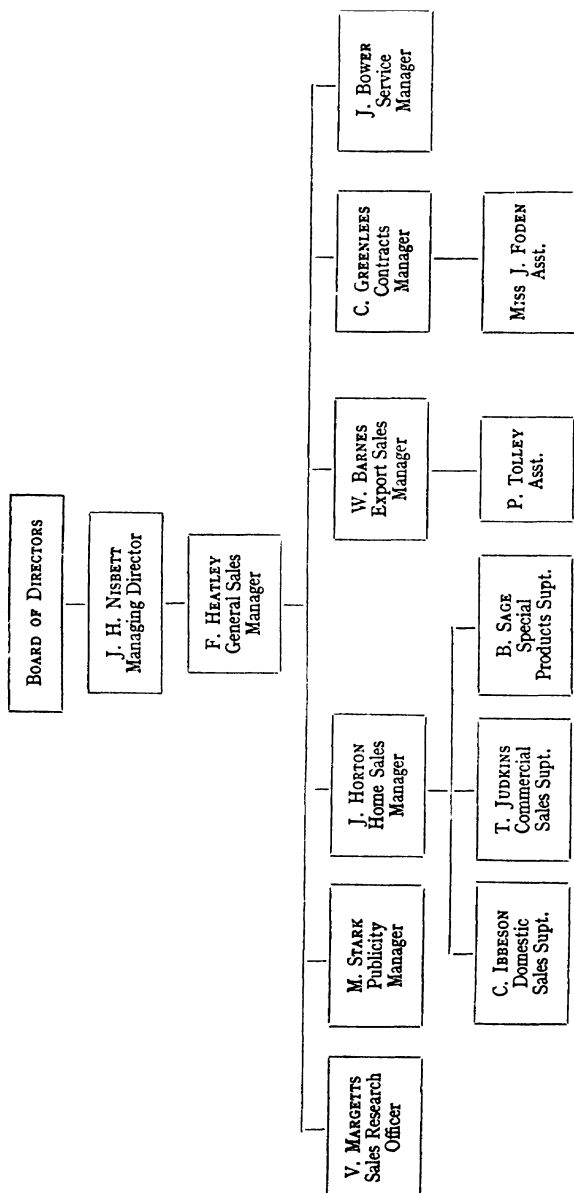 BOARD OF DIRECTORS
J. H. NISBETT
Managing Director
F. HEATLEY
General Sales
Manager
V. MARGETTS
Sales Research
Officer
M. STARK
Publicity
Manager
J. HORTON
Home Sales
Manager
W. BARNES
Export Sales
Manager
C. GREENLEES
Contracts
Manager
J. BOWER
Service
Manager
C. IBBESON
Domestic
Sales Supt.
T. JUDKINS
Commercial
Sales Supt.
B. SAGE
Special
Products Supt.
P. TOLLEY
Asst.
MISS J. FODEN
Asst.